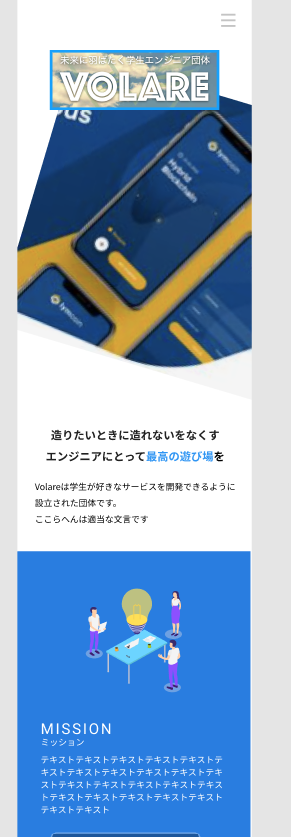 未来に羽ばたく学生エンジニア団体
VOLARE
ods
lymcoin
Hybrid
Blockchain
lymcoin
造りたいときに造れないをなくす
エンジニアにとって最高の遊び場を
Volareは学生が好きなサービスを開発できるように
設立された団体です。
ここらへんは適当な文言です
MISSION
ミッション
テキストテキストテキストテキストテキストテ
キストテキストテキストテキストテキストテキ
ストテキストテキストテキストテキストテキス
トテキストテキストテキストテキストテキスト
テキストテキスト